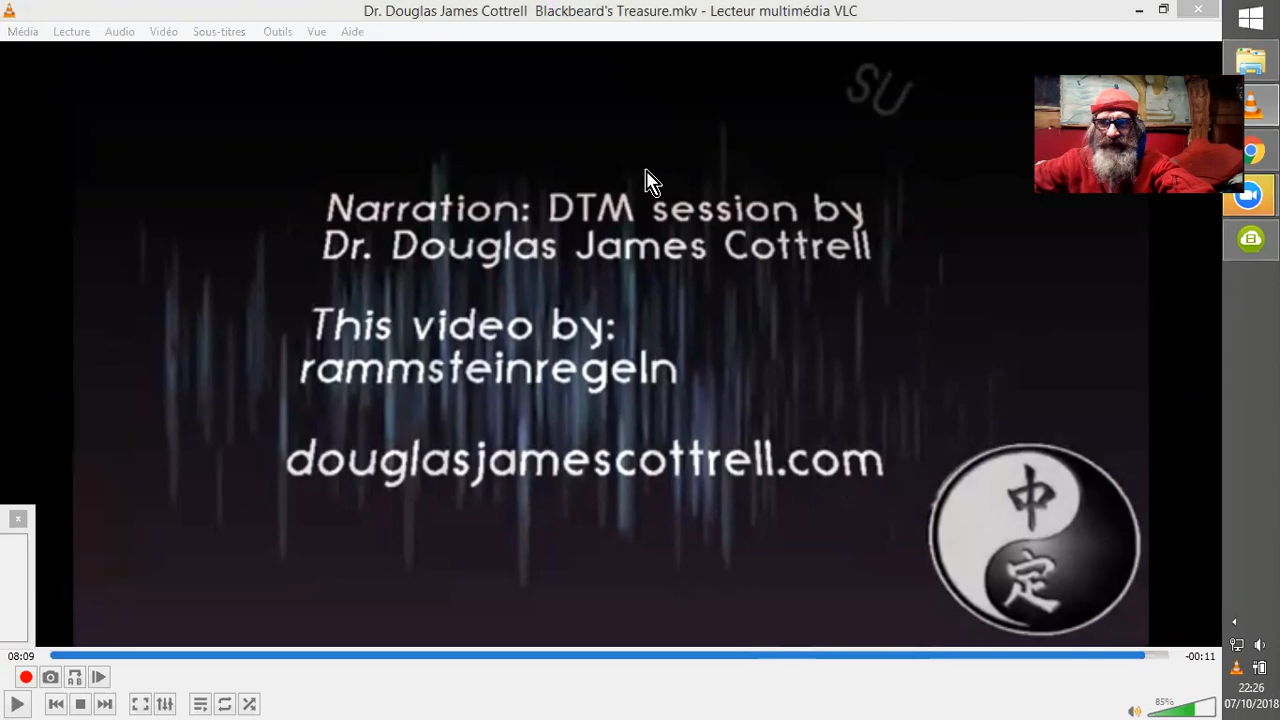 Dr. Douglas James Cottrell  Blackbeard's Treasure.mkv - Lecteur multimédia VLC
Média Lecture Audio Vidéo Sous-titres Outils Vue Aide
SU
Narration: DTM session by
Dr. Douglas James Cottrell
This video by:
rammsteinregeln
douglasjamescottrell.com
中
定
x
08:09
-00:11
A B
85%
22:26
07/10/2018